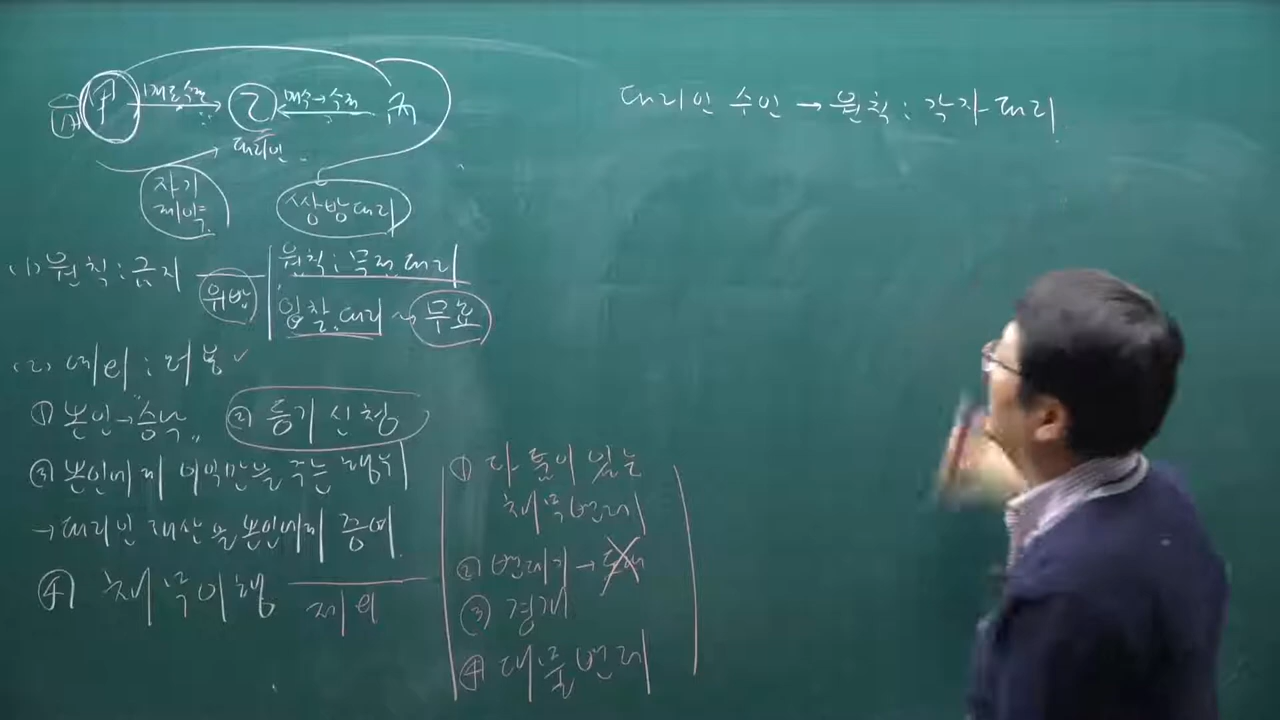 甲 매도수권 乙 매수수권 丙
대리인
자기
계약
쌍방대리
(1) 원칙 : 금지
위반
원칙 : 무권대리
일찰, 대리 ~ 무효
(2) 예외 : 허용 ✓
① 본인→승낙
② 등기신청
③ 본인에게 이익만을 주는 행위
→ 대리인 재산을 본인에게 증여.
④ 채무이행
제외
① 다툼이 있는
채무변제
② 변제기→
③ 경개
④ 대물변제
대리인 수인 → 원칙 : 각자대리